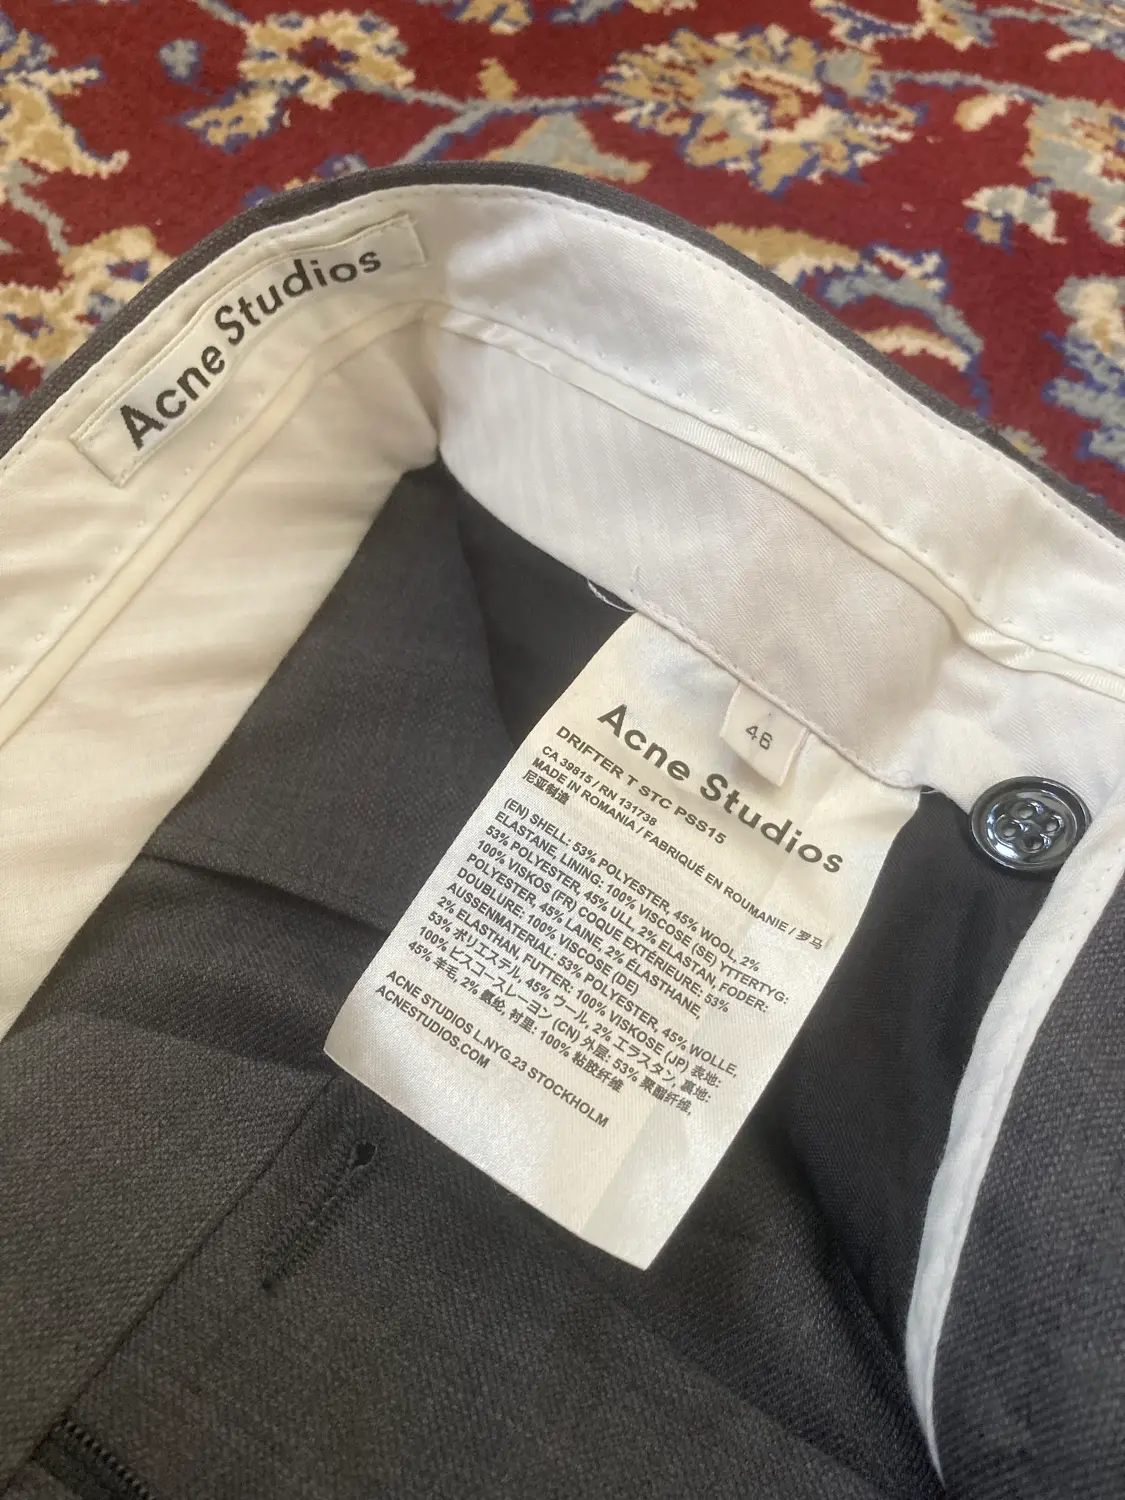 Acne Studios
46
Acne Studios
DRIFTER T STC PSS15
CA 39815 / RN 131738
MADE IN ROMANIA / FABRIQUÉ EN ROUMANIE / 罗马
尼亚制造
(EN) SHELL: 53% POLYESTER, 45% WOOL, 2%
ELASTANE, LINING: 100% VISCOSE (SE) YTTERTYG:
53% POLYESTER, 45% ULL, 2% ELASTAN, FODER:
100% VISKOS (FR) COQUE EXTÉRIEURE: 53%
POLYESTER, 45% LAINE, 2% ÉLASTHANE,
DOUBLURE: 100% VISCOSE (DE)
AUSSENMATERIAL: 53% POLYESTER, 45% WOLLE,
2% ELASTHAN, FUTTER: 100% VISKOSE (JP) 表地:
53% ポリエステル, 45% ウール, 2% エラスタン, 裏地:
100% ビスコースレーヨン (CN) 外层: 53% 聚酯纤维,
45% 羊毛, 2% 氨纶, 衬里: 100% 粘胶纤维
ACNE STUDIOS L.NYG.23 STOCKHOLM
ACNESTUDIOS.COM